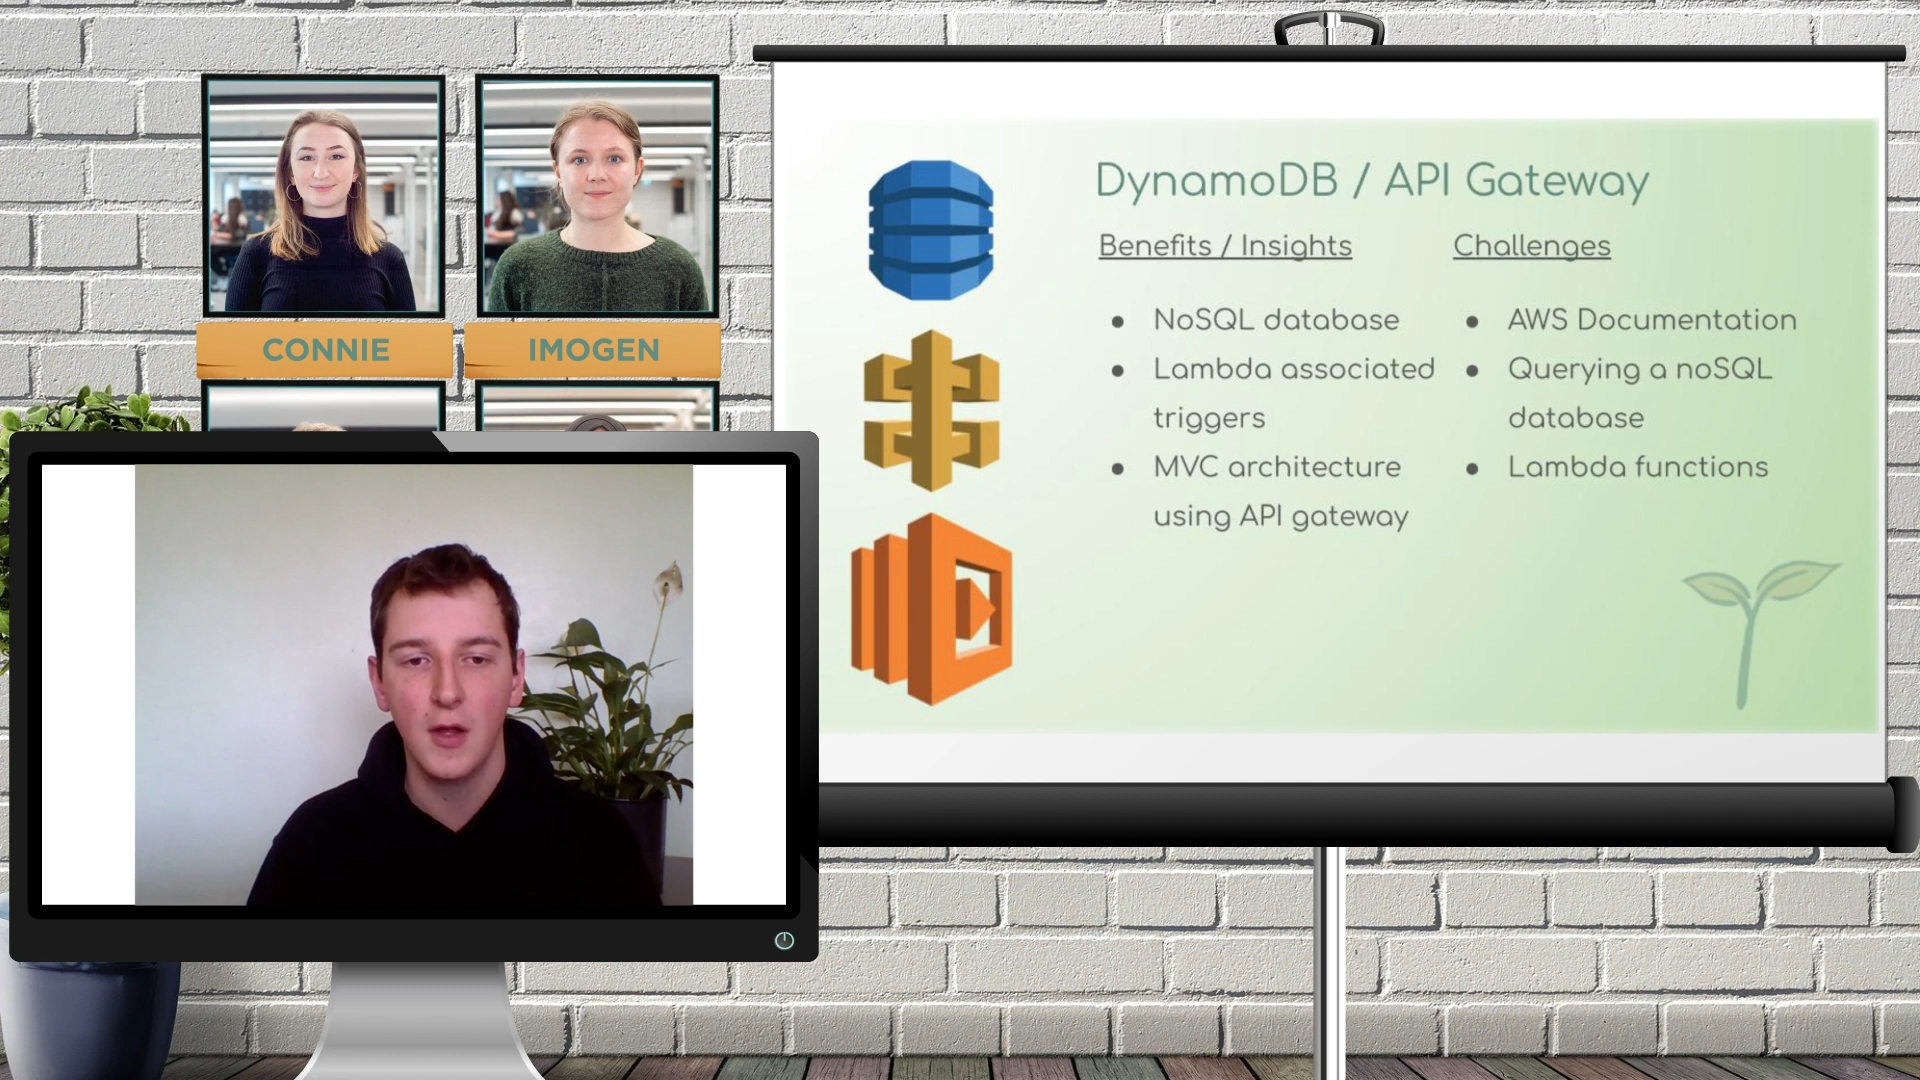 CONNIE
IMOGEN
DynamoDB / API Gateway
Benefits / Insights
NoSQL database
Lambda associated
triggers
MVC architecture
using API gateway
Challenges
AWS Documentation
Querying a noSQL
database
Lambda functions